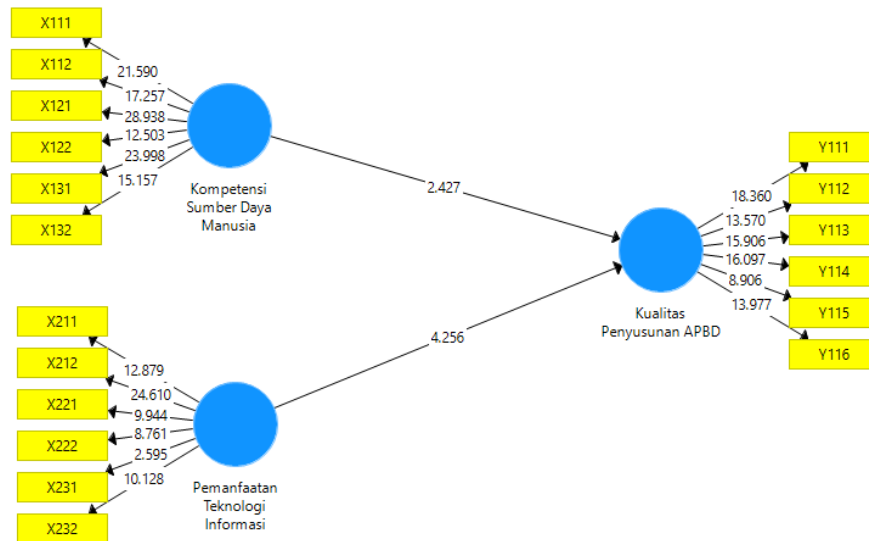 X111
X112
X121
X122
X131
X132
21.590
17.257
28.938
12.503
23.998
15.157
Kompetensi
Sumber Daya
Manusia
2.427
X211
X212
X221
X222
X231
X232
12.879
24.610
9.944
8.761
2.595
10.128
Pemanfaatan
Teknologi
Informasi
4.256
Kualitas
Penyusunan APBD
18.360
13.570
15.906
16.097
8.906
13.977
Y111
Y112
Y113
Y114
Y115
Y116